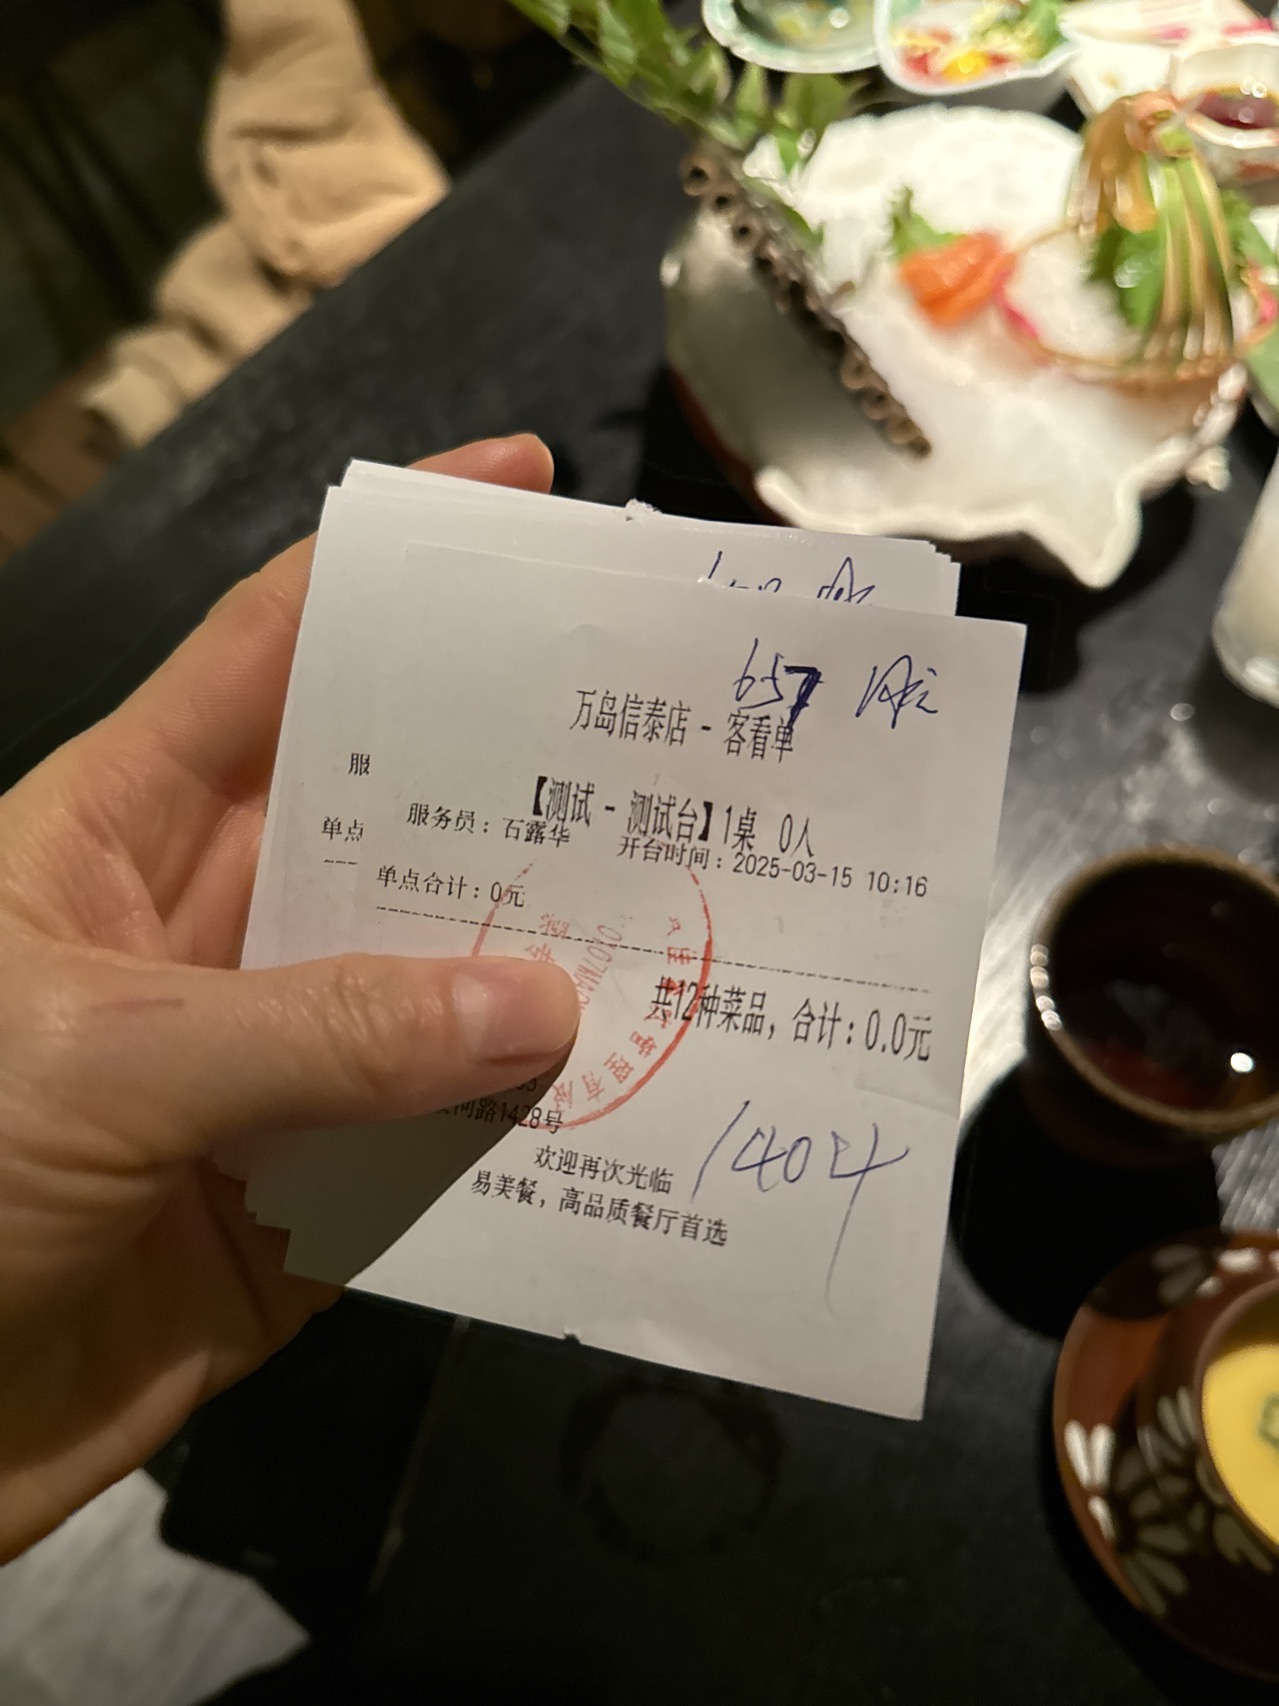 657
万岛信泰店 - 客看单
【测试 - 测试台】1桌 0人
服
服务员：石露华 开台时间：2025-03-15 10:16
单点
单点合计：0元
共12种菜品，合计：0.0元
路1428号
欢迎再次光临
1404
易美餐，高品质餐厅首选